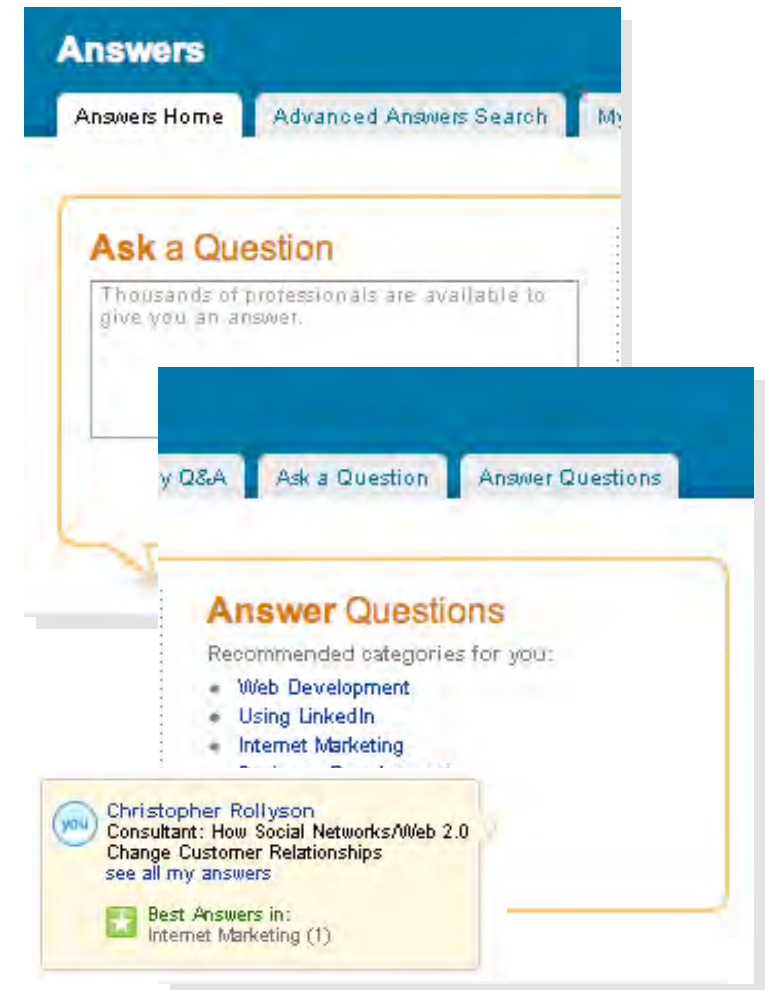 Answers
Answers Home Advanced Answers Search My
Ask a Question
Thousands of professionals are available to
give you an answer.
y Q&A Ask a Question Answer Questions
Answer Questions
Recommended categories for you:
Web Development
Using LinkedIn
Internet Marketing
you
Christopher Rollyson
Consultant: How Social Networks/Web 2.0
Change Customer Relationships
see all my answers
Best Answers in:
Internet Marketing (1)